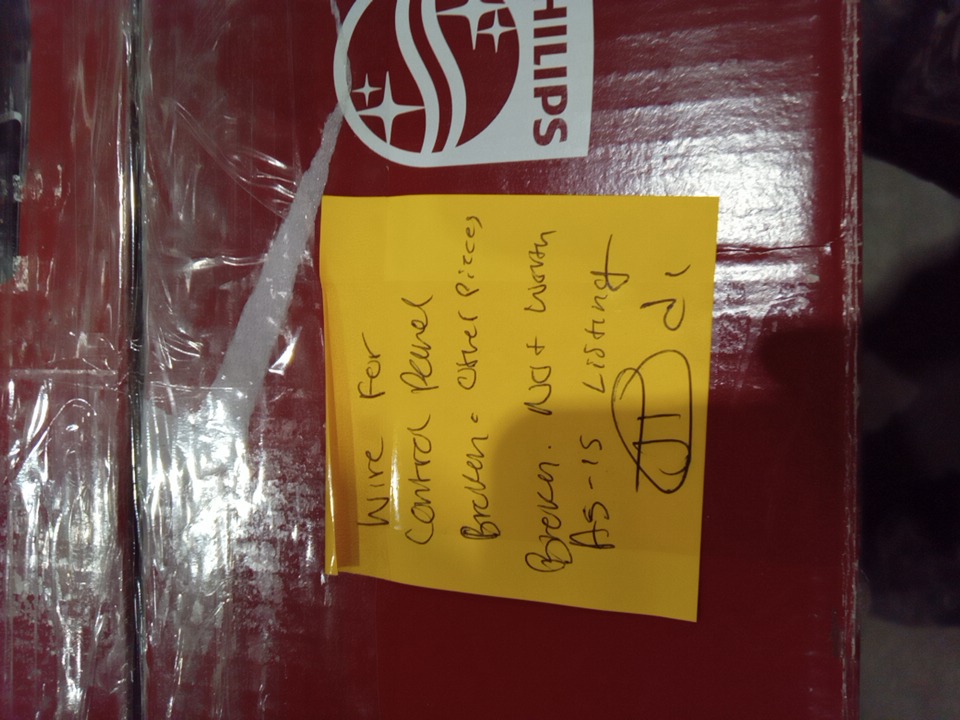 PHILIPS
Wire For
Control Panel
Broken. Other Pieces
Broken. Not Worth
As-is Listing